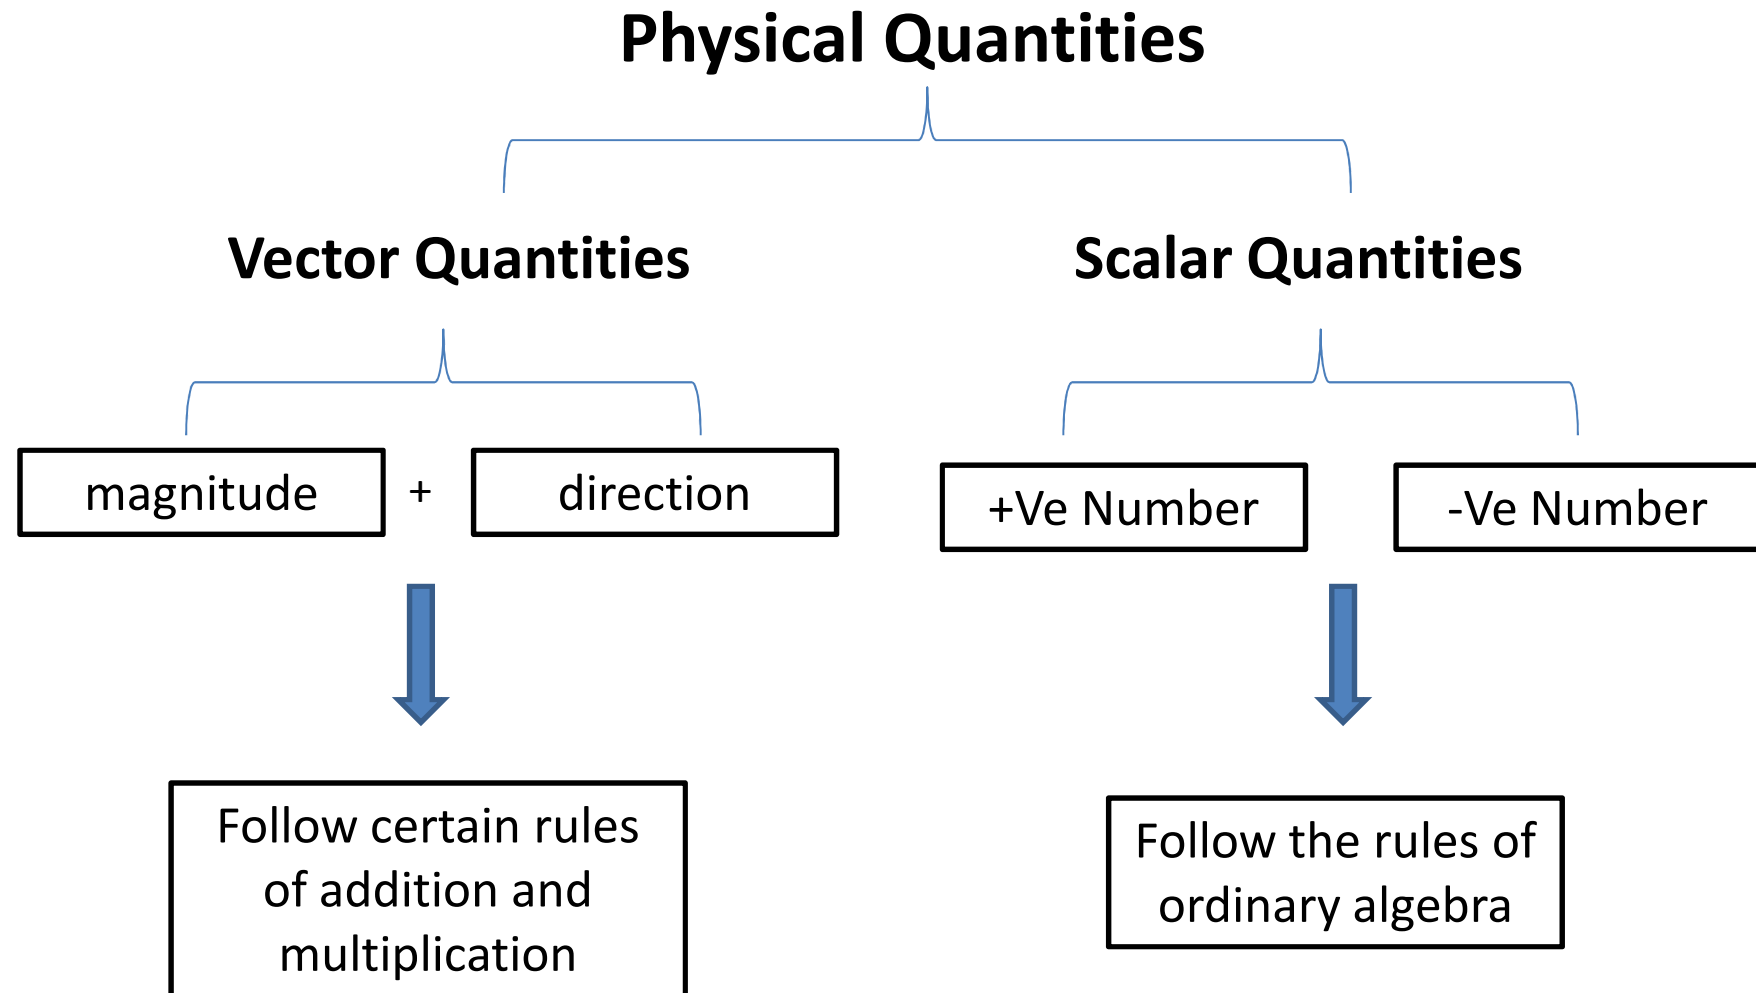 Physical Quantities
Vector Quantities
Scalar Quantities
magnitude
+
direction
+Ve Number
-Ve Number
Follow certain rules
of addition and
multiplication
Follow the rules of
ordinary algebra